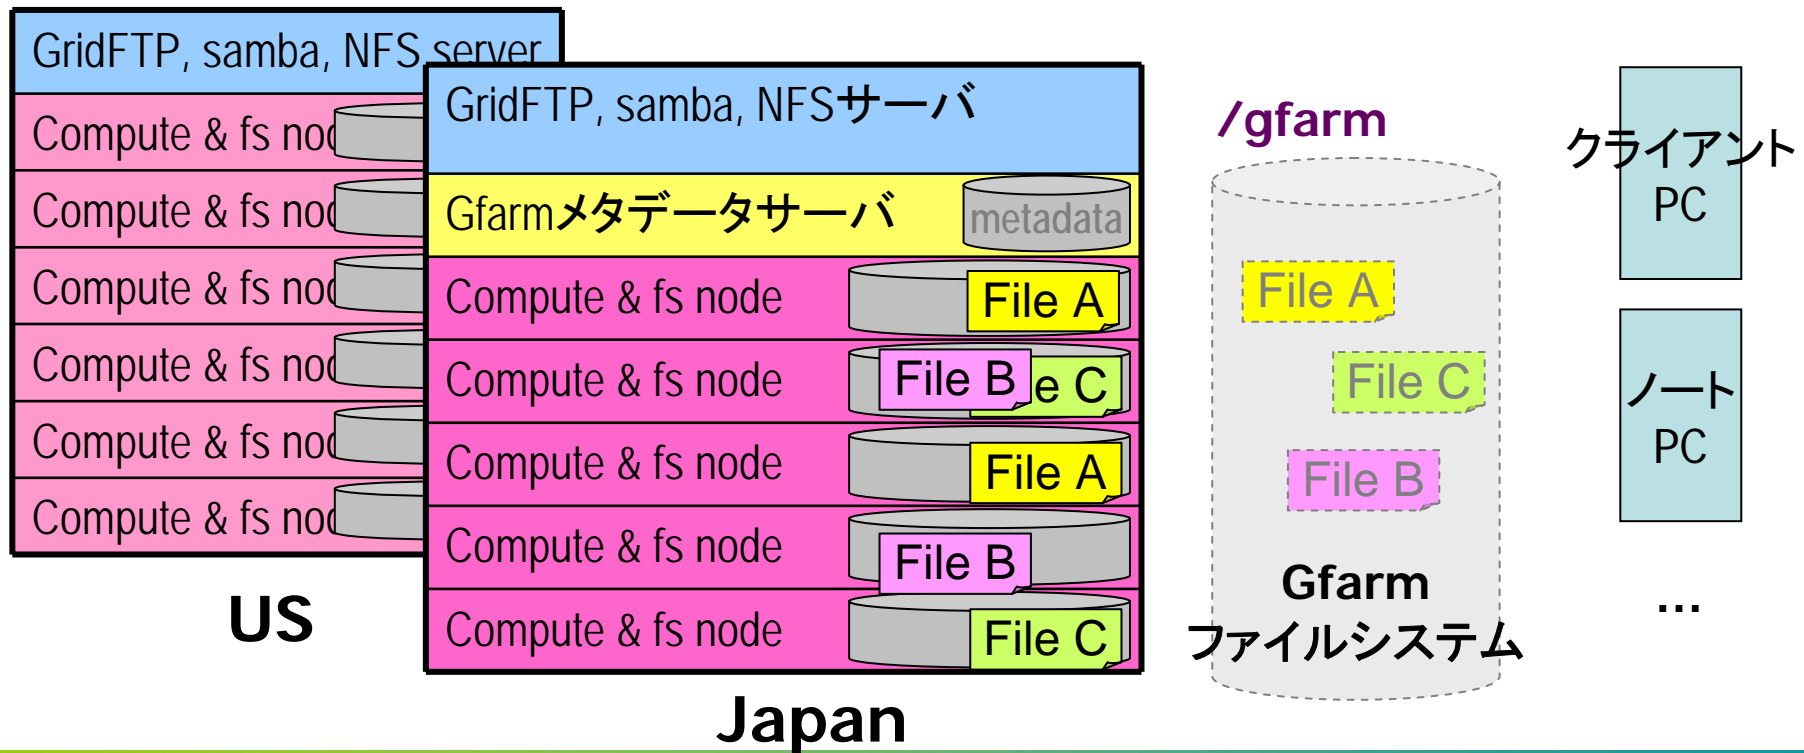 GridFTP, samba, NFS server
Compute & fs nod
Compute & fs nod
Compute & fs nod
Compute & fs nod
Compute & fs nod
Compute & fs nod
US
GridFTP, samba, NFSサーバ
Gfarmメタデータサーバ
metadata
Compute & fs node
File A
Compute & fs node
File B
e C
Compute & fs node
File A
Compute & fs node
File B
Compute & fs node
File C
Japan
/gfarm
File A
File C
File B
Gfarm
ファイルシステム
クライアント
PC
ノート
PC
...